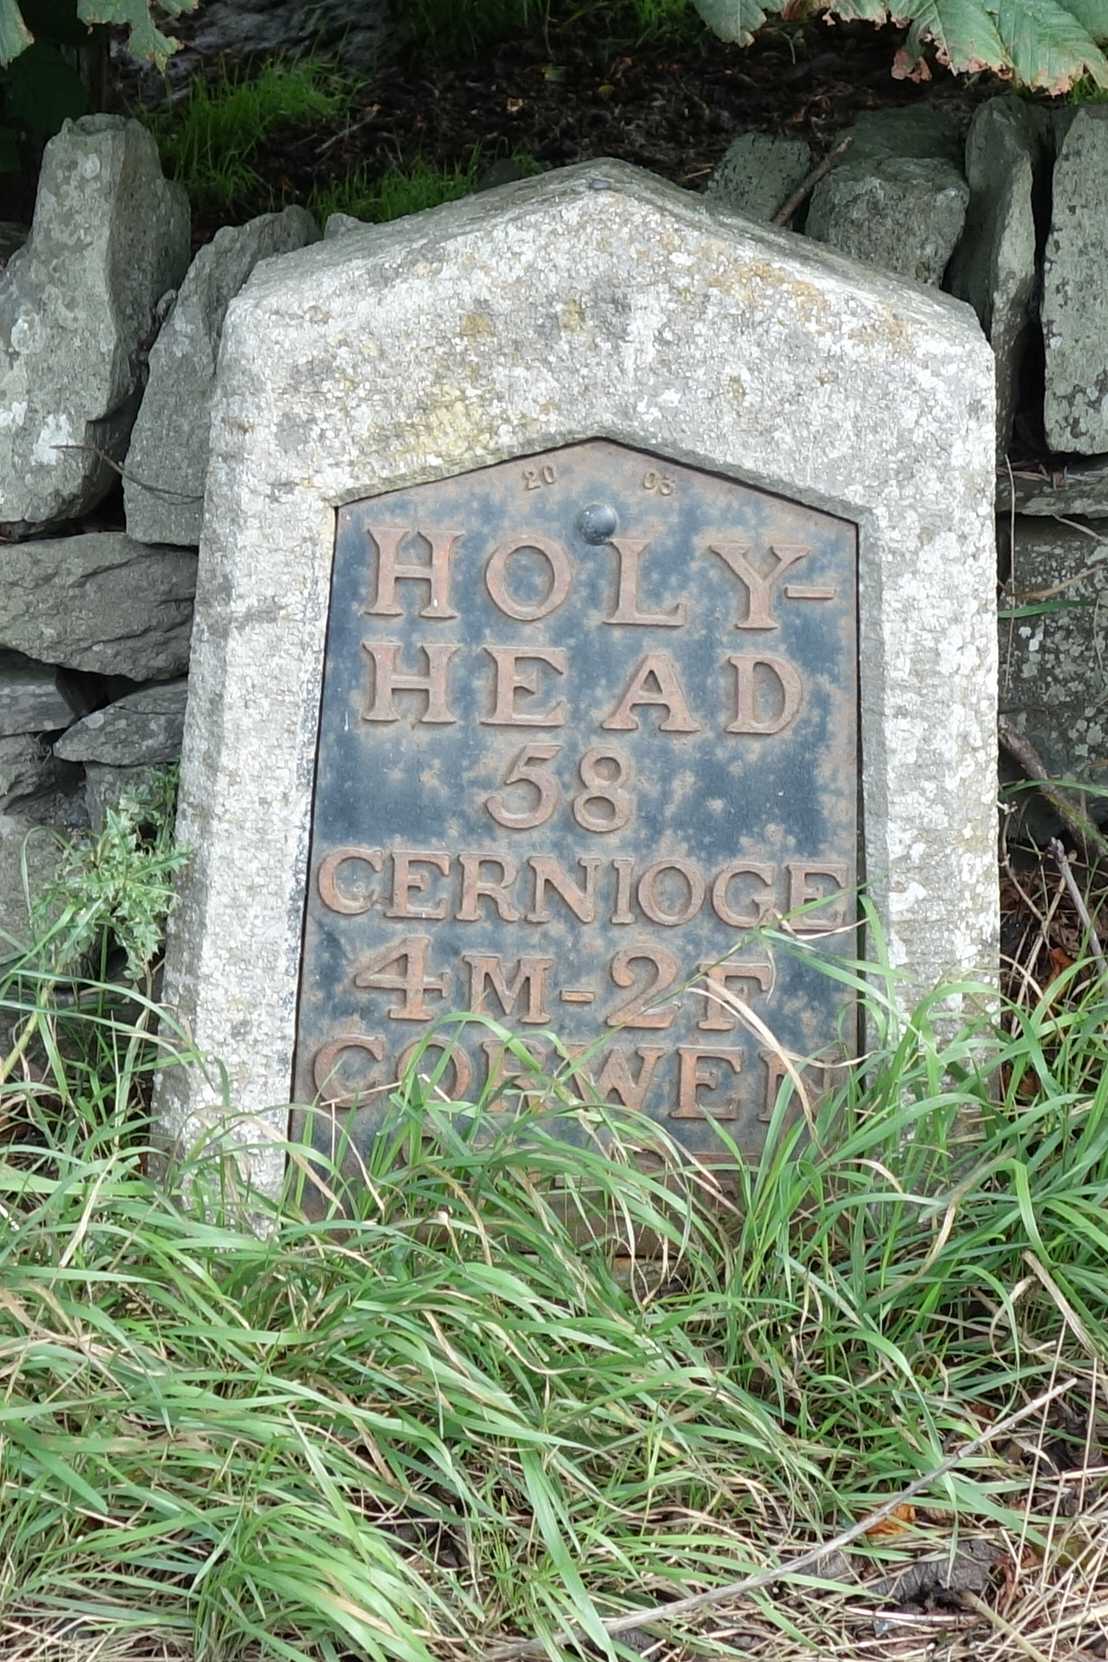 20 03
HOLY-
HEAD
58
CERNIOGE
4M-2F
CORWEN